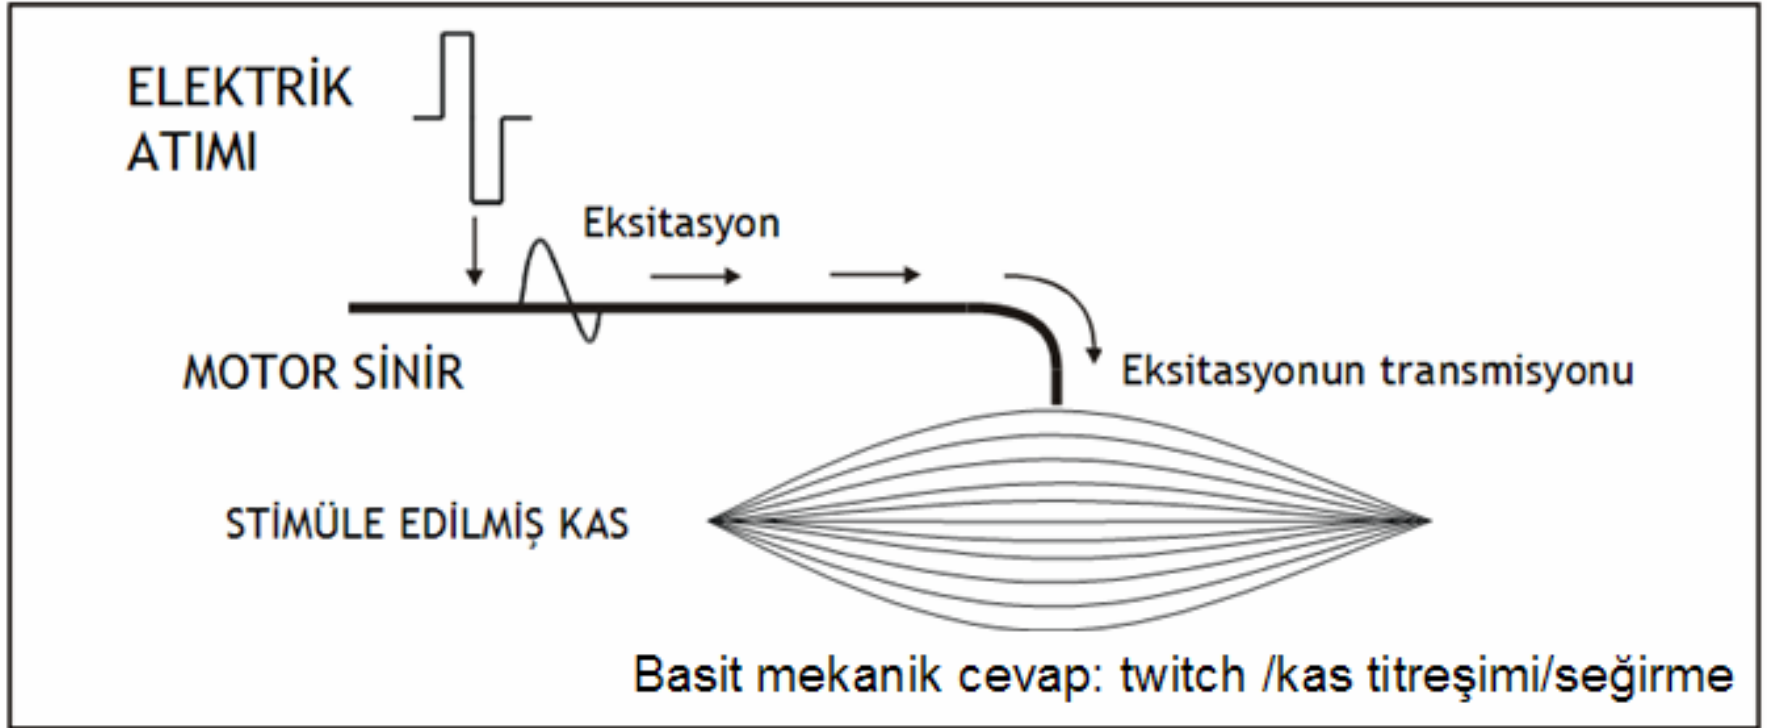 ELEKTRİK
ATIMI
Eksitasyon
MOTOR SİNİR
Eksitasyonun transmisyonu
STİMÜLE EDİLMİŞ KAS
Basit mekanik cevap: twitch /kas titreşimi/seğirme